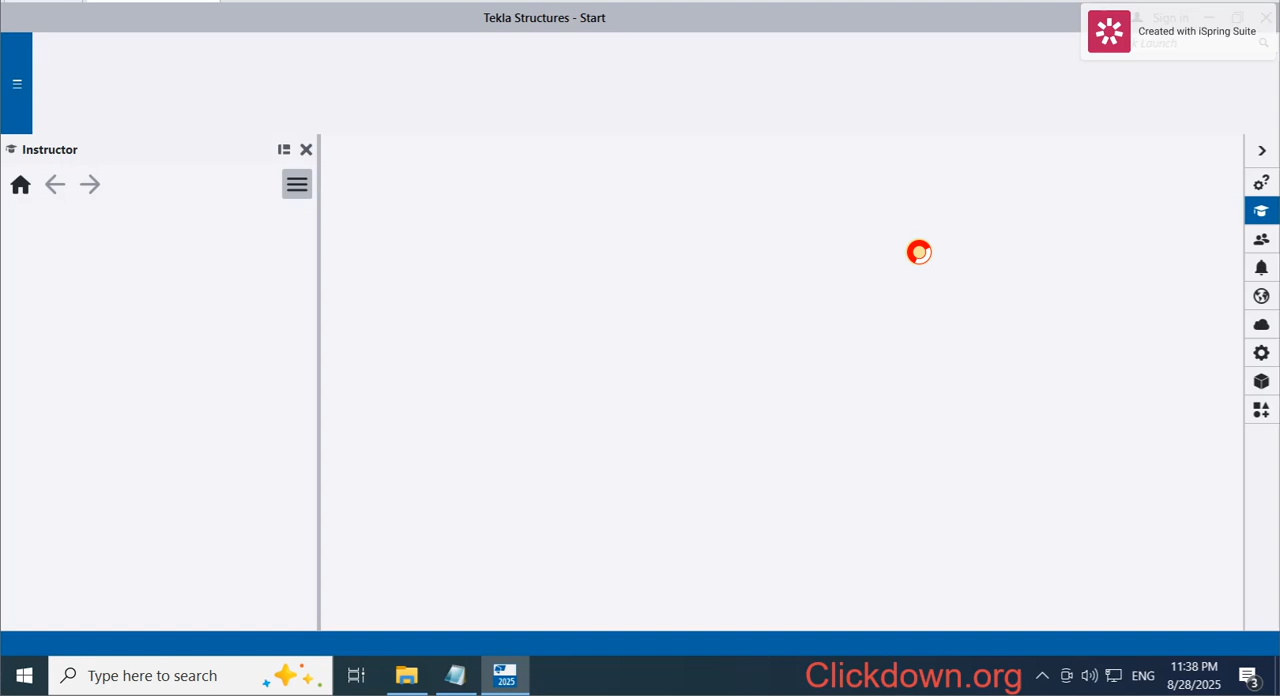 Tekla Structures - Start
Sign in
Created with iSpring Suite
Launch
Instructor
Type here to search
2025
Clickdown.org
ENG
11:38 PM
8/28/2025
3